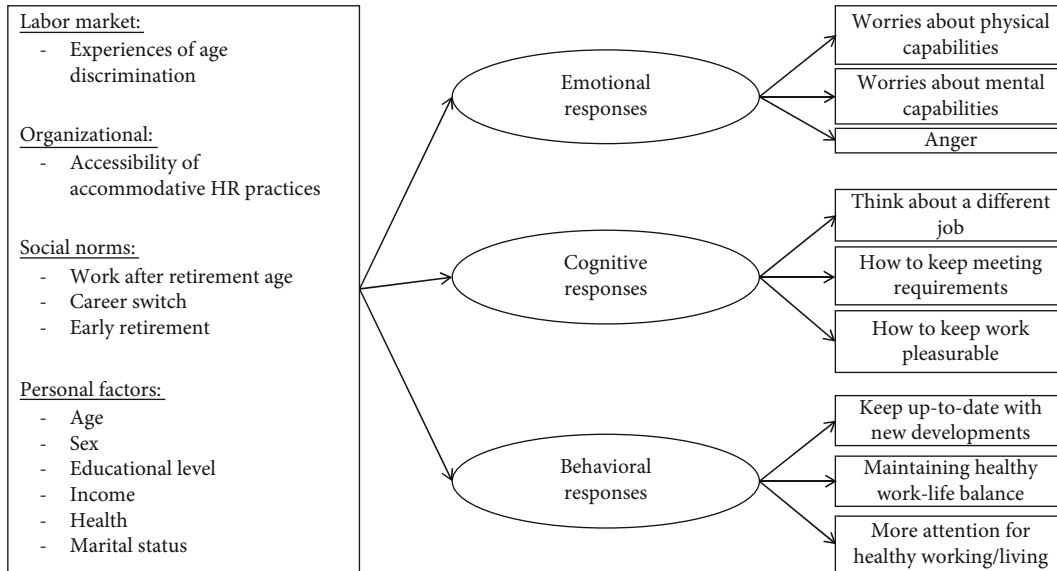 Labor market:
- Experiences of age
discrimination
Organizational:
- Accessibility of
accommodative HR practices
Social norms:
- Work after retirement age
- Career switch
- Early retirement
Personal factors:
- Age
- Sex
- Educational level
- Income
- Health
- Marital status
Emotional
responses
Cognitive
responses
Behavioral
responses
Worries about physical
capabilities
Worries about mental
capabilities
Anger
Think about a different
job
How to keep meeting
requirements
How to keep work
pleasurable
Keep up-to-date with
new developments
Maintaining healthy
work-life balance
More attention for
healthy working/living